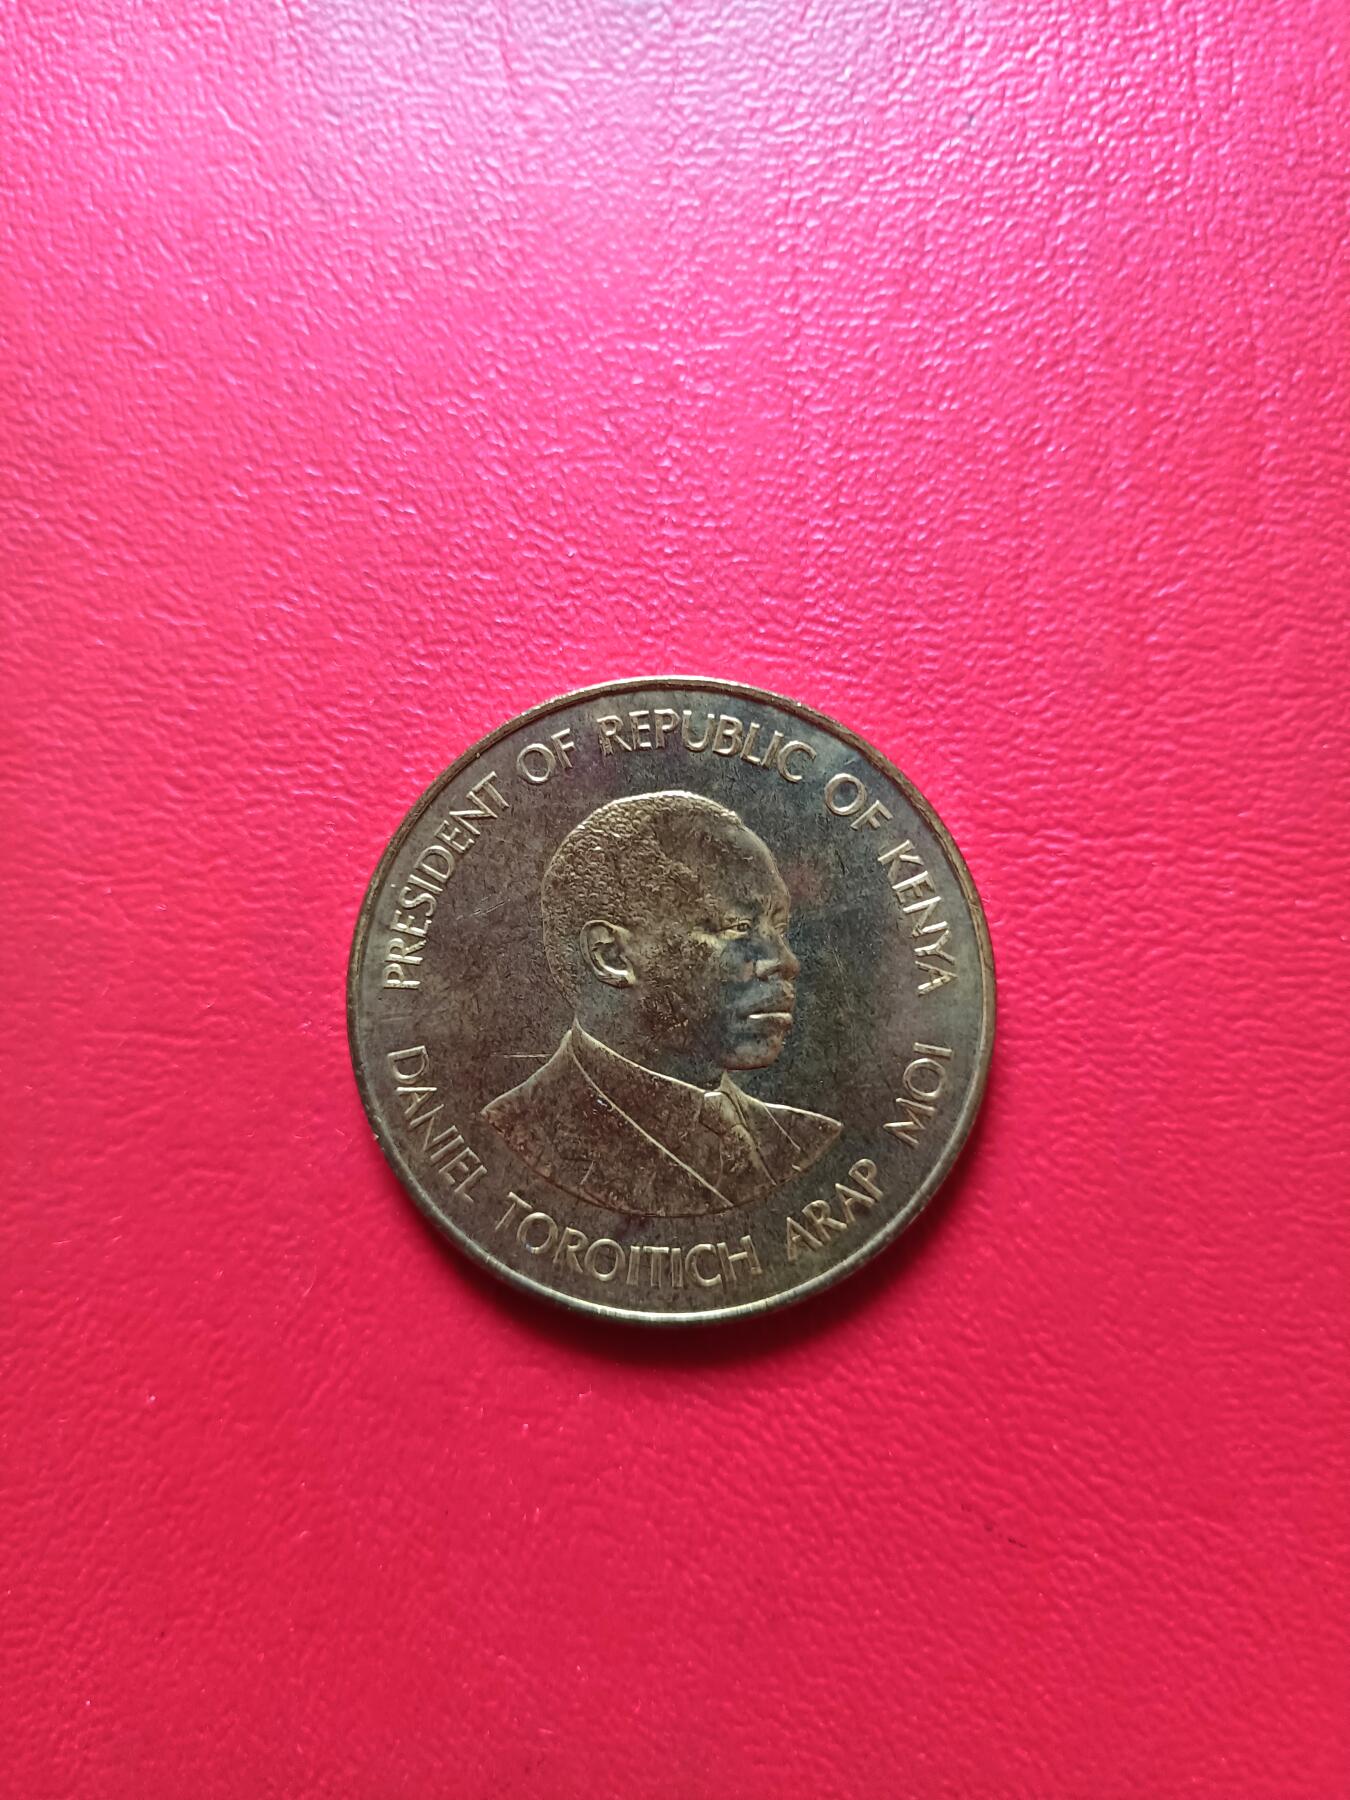 PRESIDENT OF REPUBLIC OF KENYA
DANIEL TOROITICH ARAP MOI